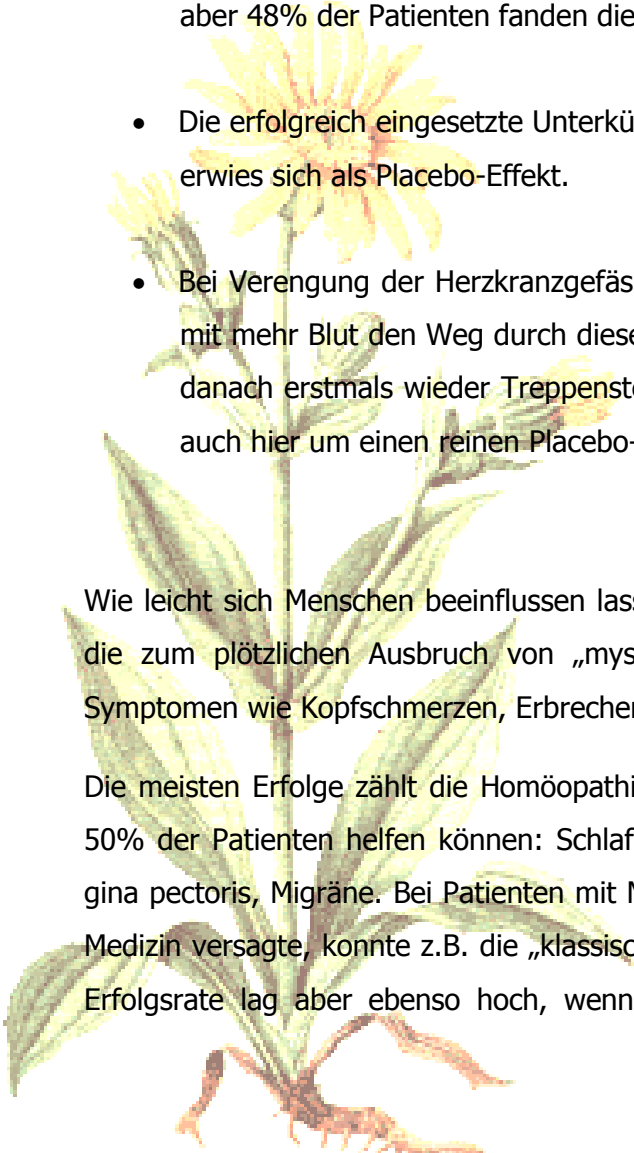 aber 48% der Patienten fanden die
• Die erfolgreich eingesetzte Unterkü
erwies sich als Placebo-Effekt.
• Bei Verengung der Herzkranzgefäs
mit mehr Blut den Weg durch diese
danach erstmals wieder Treppenste
auch hier um einen reinen Placebo-
Wie leicht sich Menschen beeinflussen lass
die zum plötzlichen Ausbruch von „mys
Symptomen wie Kopfschmerzen, Erbrechen
Die meisten Erfolge zählt die Homöopathi
50% der Patienten helfen können: Schlaf
gina pectoris, Migräne. Bei Patienten mit M
Medizin versagte, konnte z.B. die „klassisc
Erfolgsrate lag aber ebenso hoch, wenn